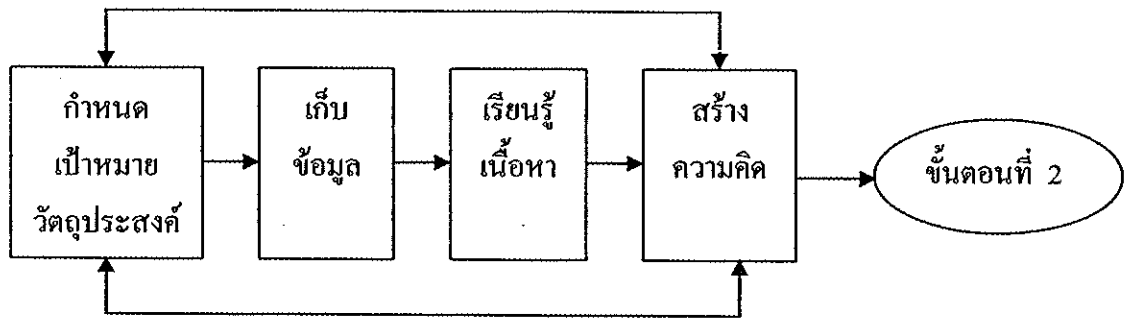 กำหนด
เป้าหมาย
วัตถุประสงค์
เก็บ
ข้อมูล
เรียนรู้
เนื้อหา
สร้าง
ความคิด
ขั้นตอนที่ 2